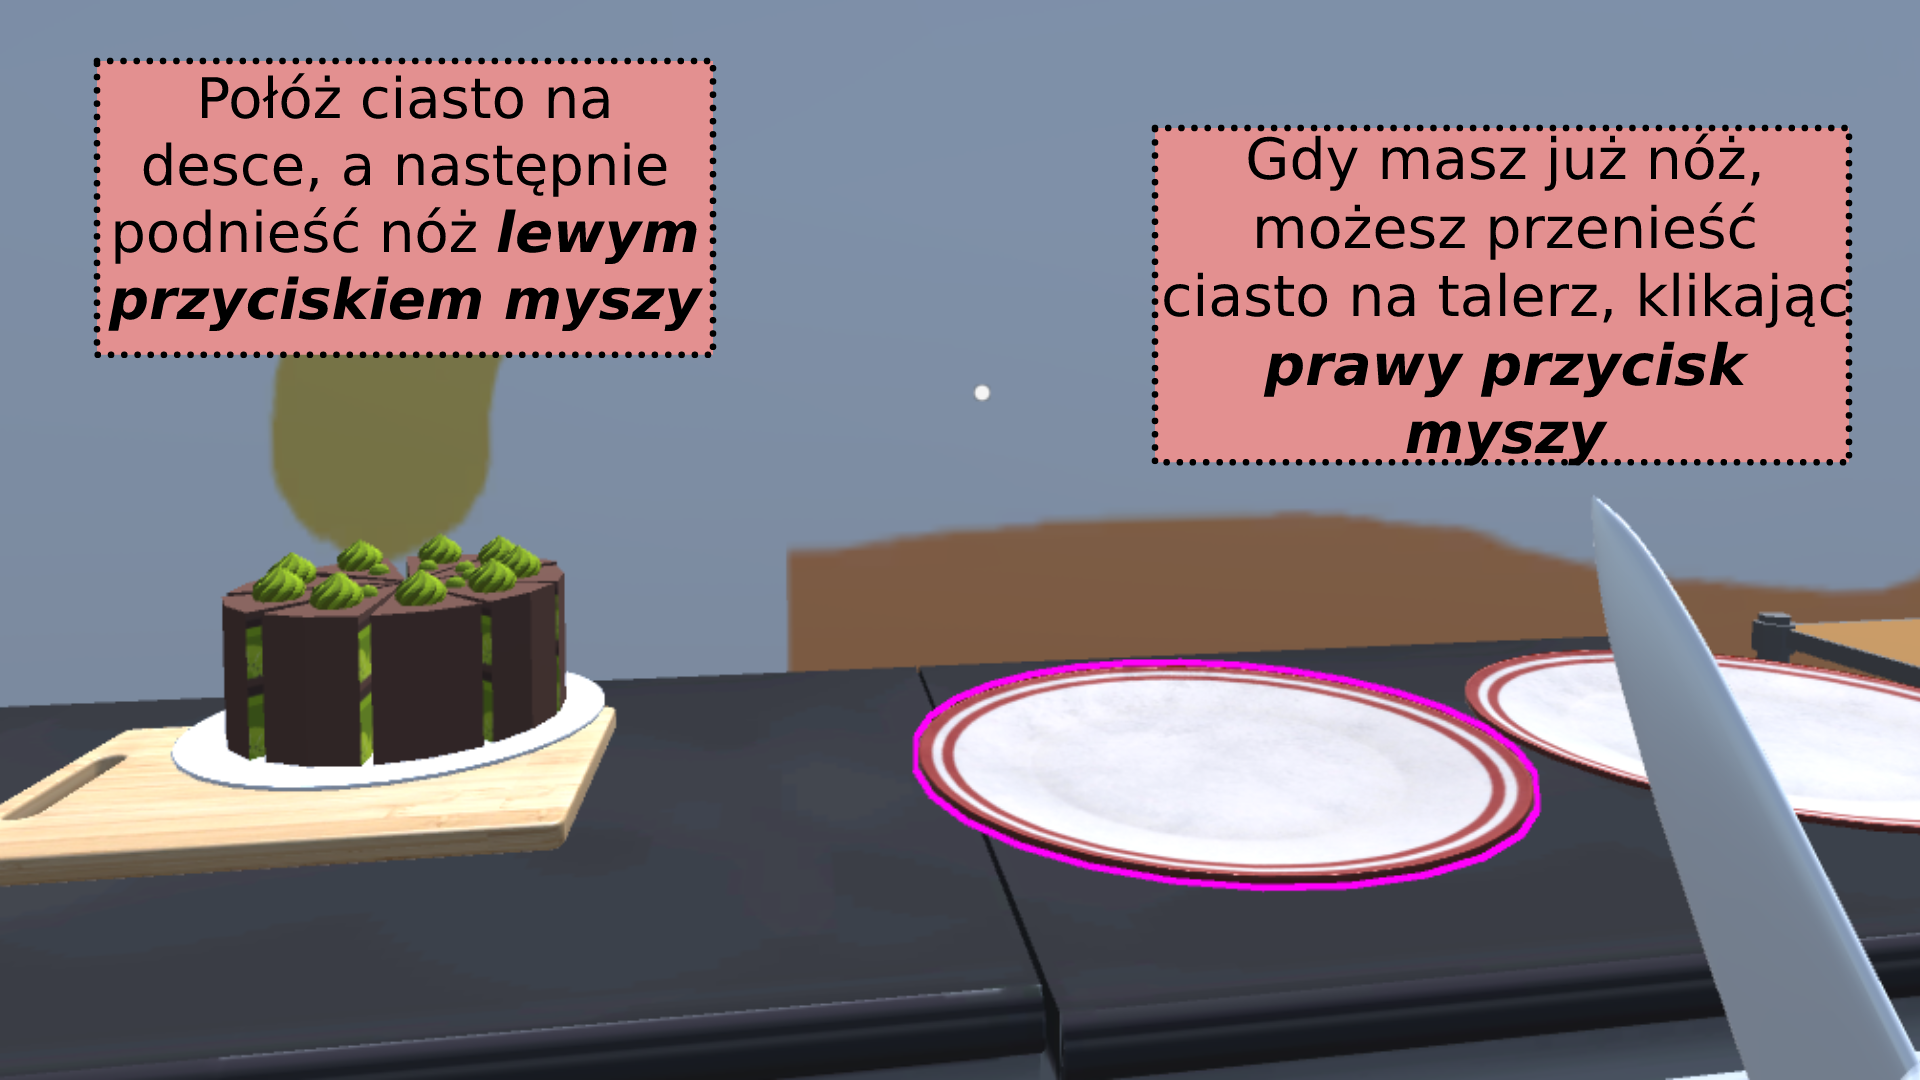 Połóż ciasto na
desce, a następnie
podnieść nóż lewym
przyciskiem myszy
Gdy masz już nóż,
możesz przenieść
ciasto na talerz, klikając
prawy przycisk
myszy